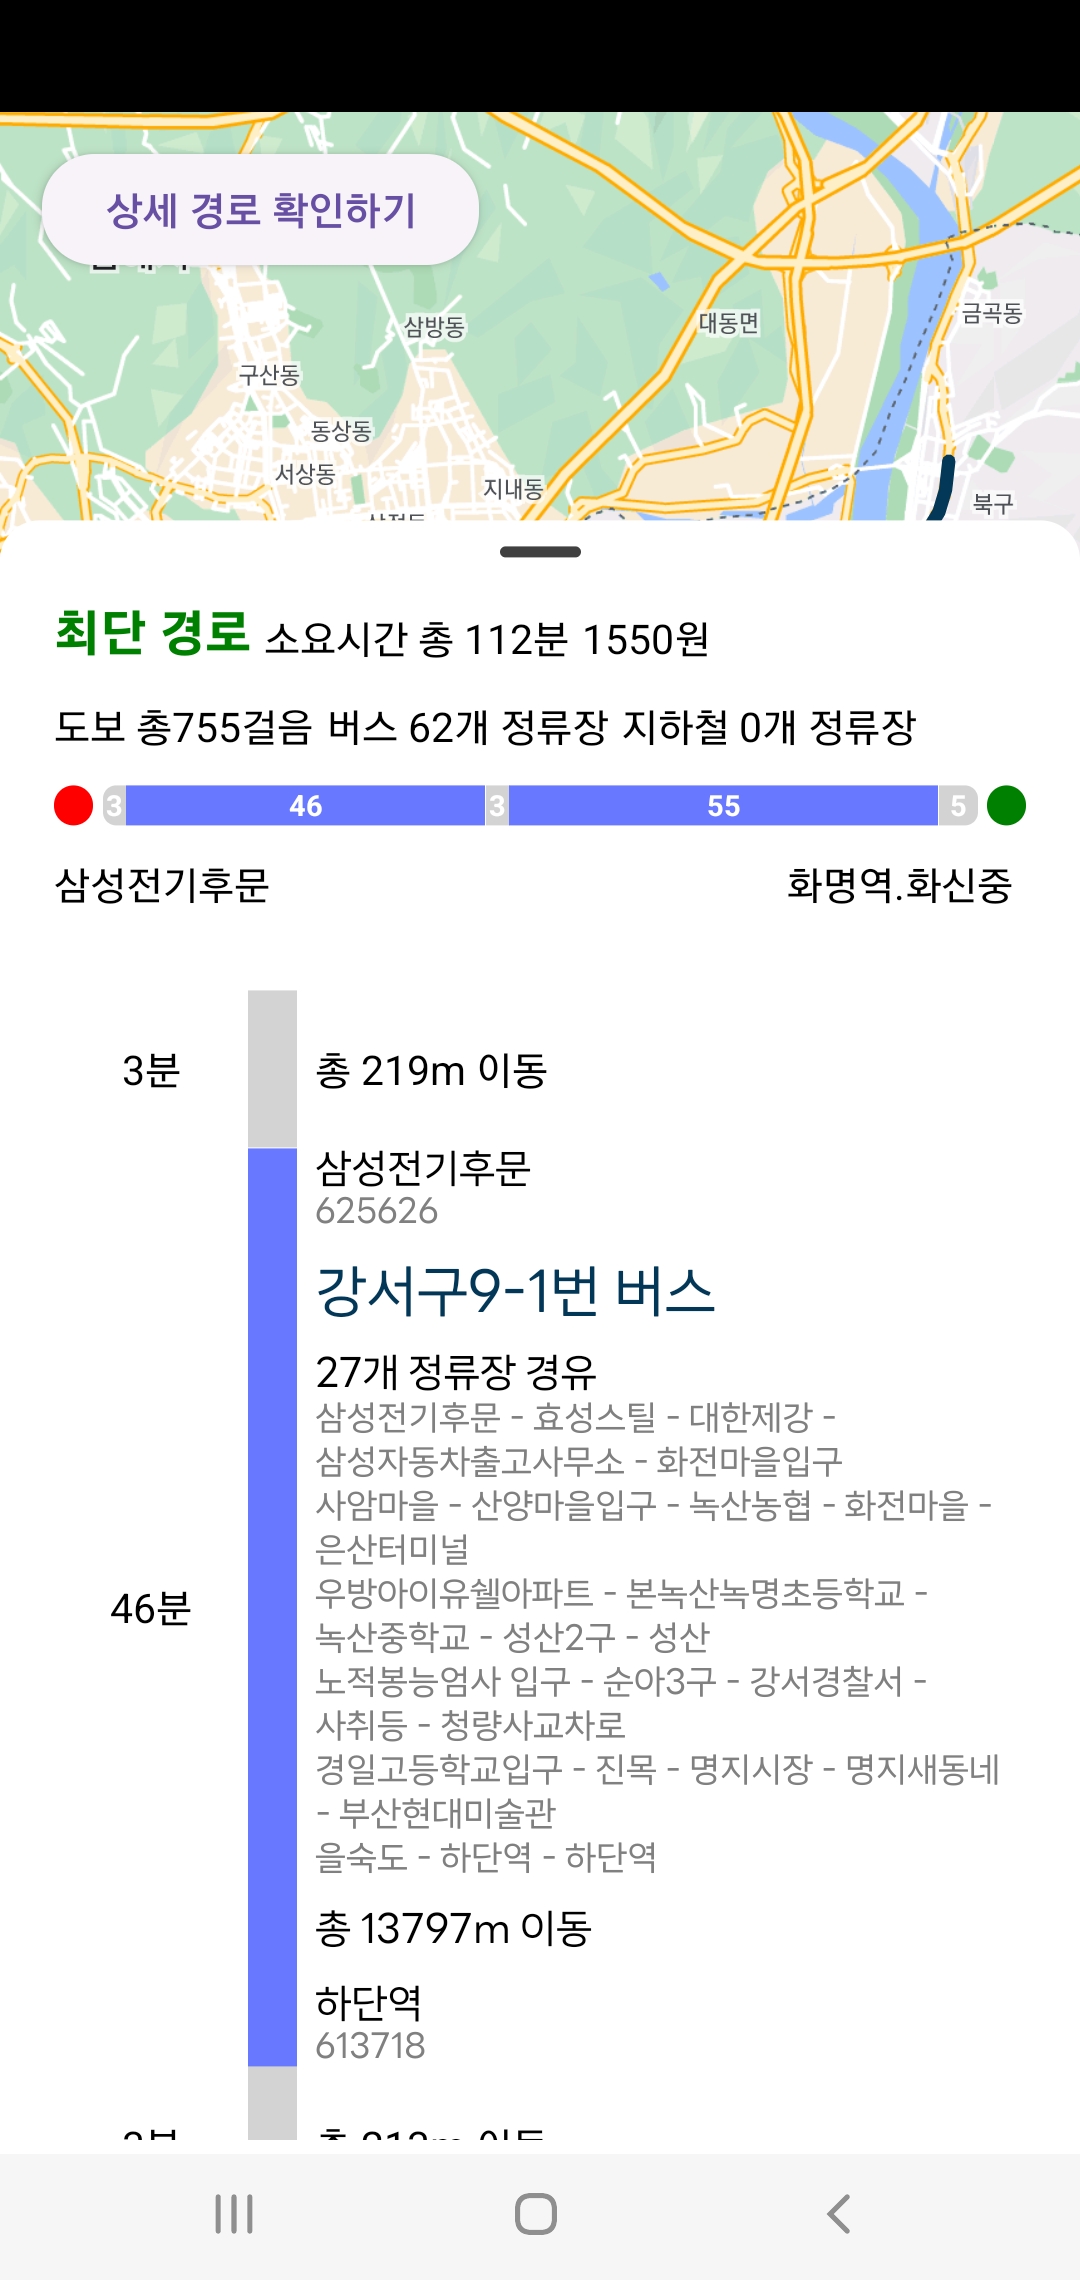 상세 경로 확인하기
삼방동
대동면
금곡동
구산동
동상동
서상동
지내동
북구
최단 경로 소요시간 총 112분 1550원
도보 총755걸음 버스 62개 정류장 지하철 0개 정류장
3 46 3 55 5
삼성전기후문 화명역.화신중
3분 총 219m 이동
삼성전기후문
625626
강서구9-1번 버스
27개 정류장 경유
삼성전기후문 - 효성스틸 - 대한제강 -
삼성자동차출고사무소 - 화전마을입구
사암마을 - 산양마을입구 - 녹산농협 - 화전마을 -
은산터미널
우방아이유쉘아파트 - 본녹산녹명초등학교 -
46분
녹산중학교 - 성산2구 - 성산
노적봉능엄사 입구 - 순아3구 - 강서경찰서 -
사취등 - 청량사교차로
경일고등학교입구 - 진목 - 명지시장 - 명지새동네
- 부산현대미술관
을숙도 - 하단역 - 하단역
총 13797m 이동
하단역
613718